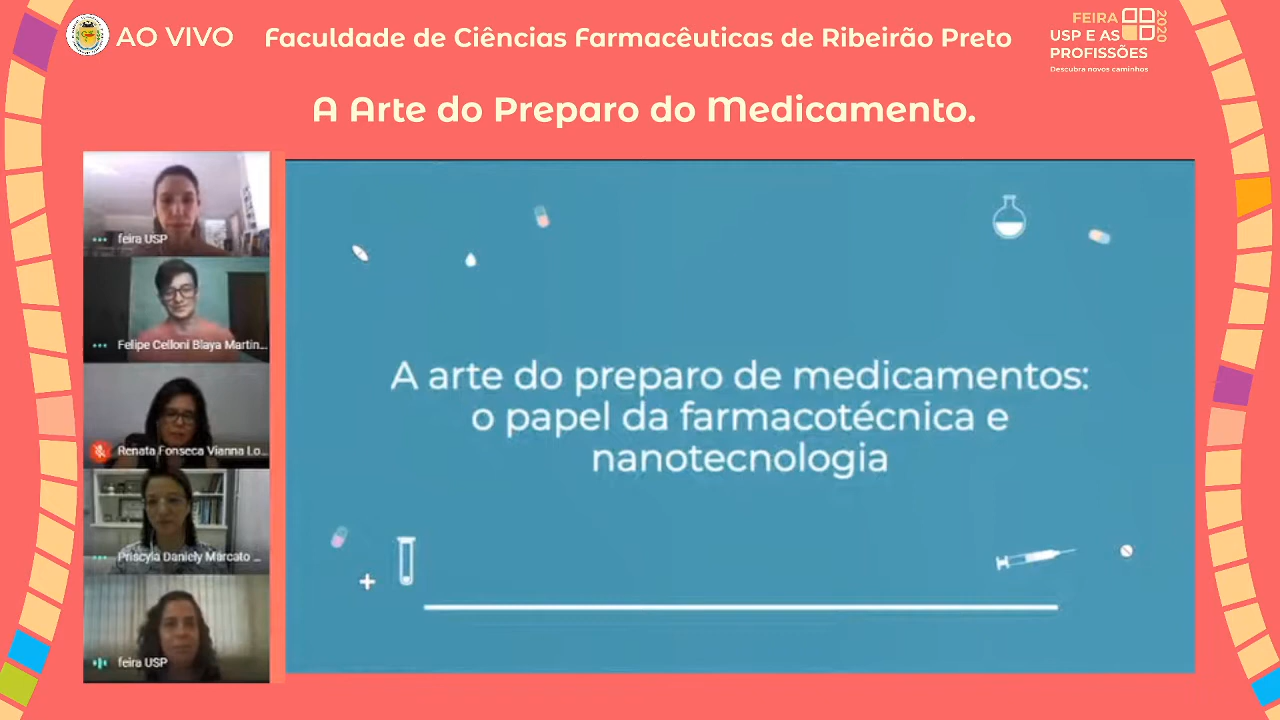 AO VIVO
Faculdade de Ciências Farmacêuticas de Ribeirão Preto
FEIRA
USP E AS
PROFISSÕES
2020
Descubra novos caminhos
A Arte do Preparo do Medicamento.
feira USP
Felipe Celloni Blaya Martin...
Renata Fonseca Vianna Lo...
Priscyla Daniely Marcato ...
feira USP
A arte do preparo de medicamentos:
o papel da farmacotécnica e
nanotecnologia